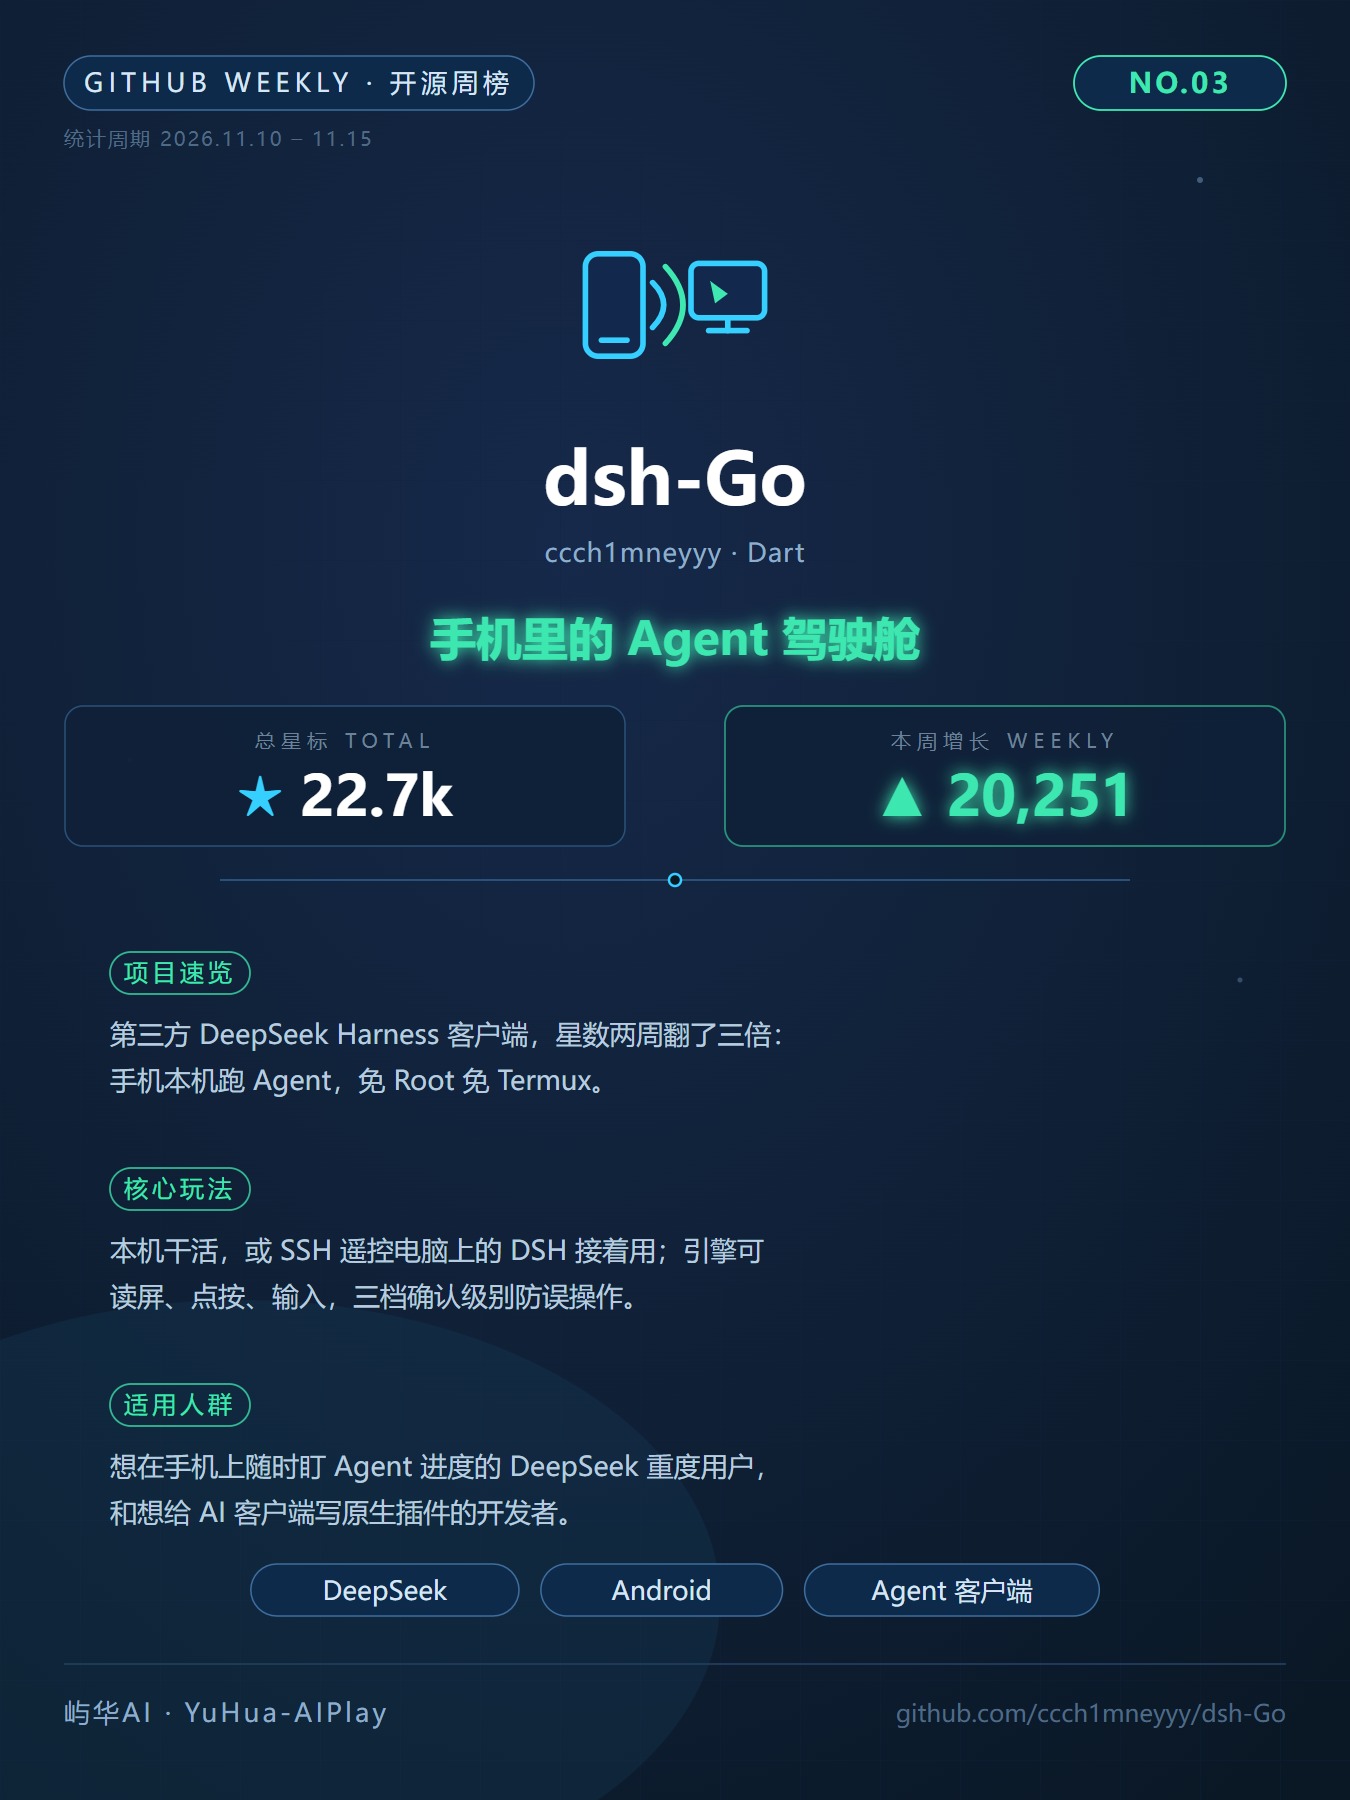 GITHUB WEEKLY · 开源周榜
NO.03
统计周期 2026.11.10 – 11.15
dsh-Go
ccch1mneyyy · Dart
手机里的 Agent 驾驶舱
总星标 TOTAL
★ 22.7k
本周增长 WEEKLY
▲ 20,251
项目速览
第三方 DeepSeek Harness 客户端，星数两周翻了三倍：
手机本机跑 Agent，免 Root 免 Termux。
核心玩法
本机干活，或 SSH 遥控电脑上的 DSH 接着用；引擎可
读屏、点按、输入，三档确认级别防误操作。
适用人群
想在手机上随时盯 Agent 进度的 DeepSeek 重度用户，
和想给 AI 客户端写原生插件的开发者。
DeepSeek
Android
Agent 客户端
屿华AI · YuHua-AIPlay
github.com/ccch1mneyyy/dsh-Go